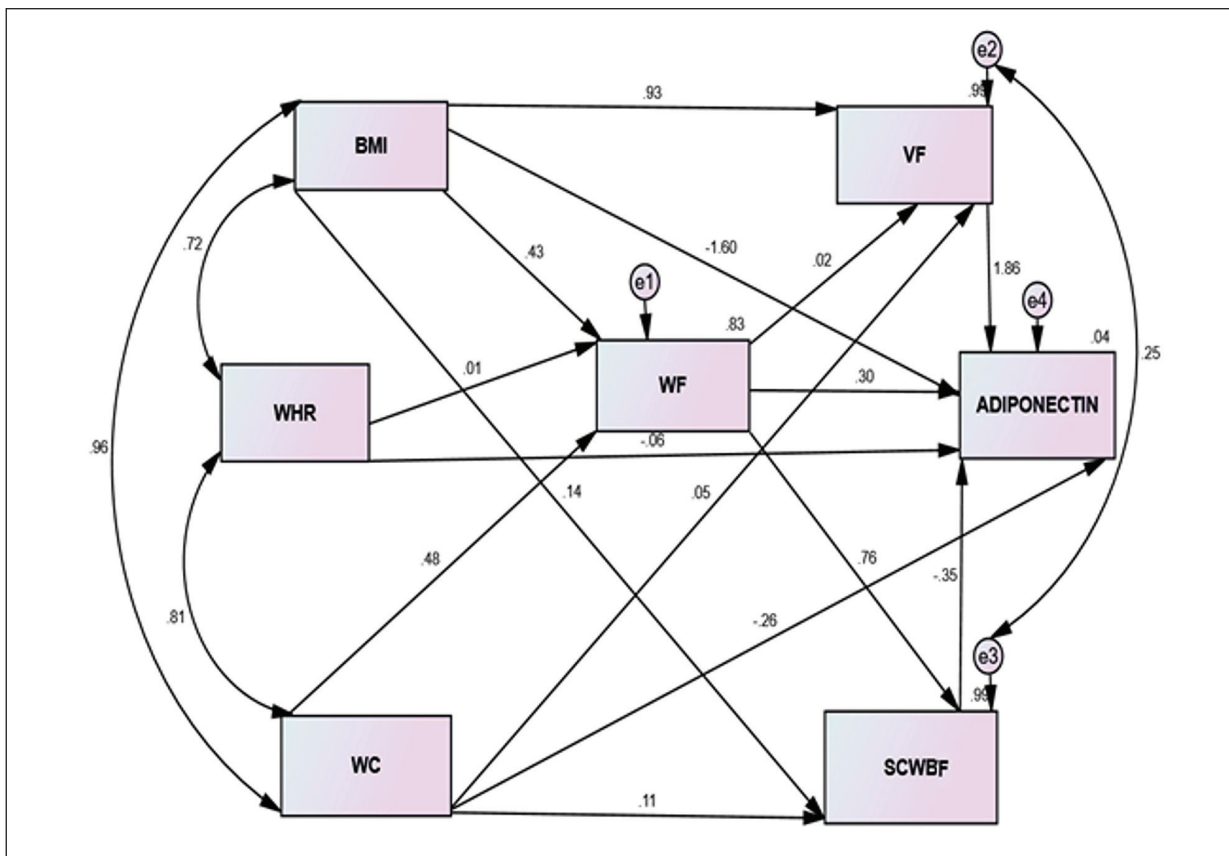 e2
.99
.93
BMI
VF
.72
.43
-1.60
.02
1.86
e1
e4
.83
.04
.25
.01
WF
.30
WHR
ADIPONECTIN
-.06
.96
.14
.05
.48
.76
-.35
.81
-.26
e3
.99
WC
SCWBF
.11